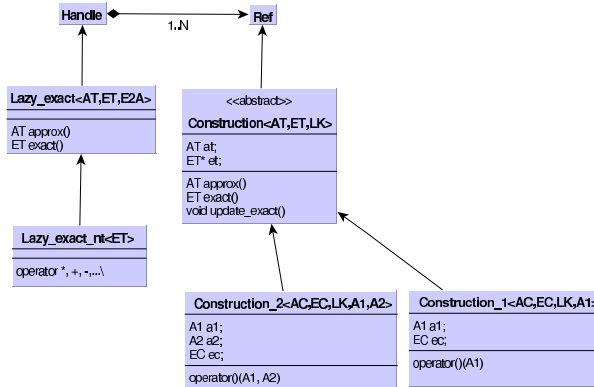 Handle
Ref
1..N
Lazy_exact<AT,ET,E2A>
AT approx()
ET exact()
<<abstract>>
Construction<AT,ET,LK>
AT at;
ET* et;
AT approx()
ET exact()
void update_exact()
Lazy_exact_nt<ET>
operator *, +, -,...\
Construction_2<AC,EC,LK,A1,A2>
A1 a1;
A2 a2;
EC ec;
operator()(A1, A2)
Construction_1<AC,EC,LK,A1>
A1 a1;
EC ec;
operator()(A1)